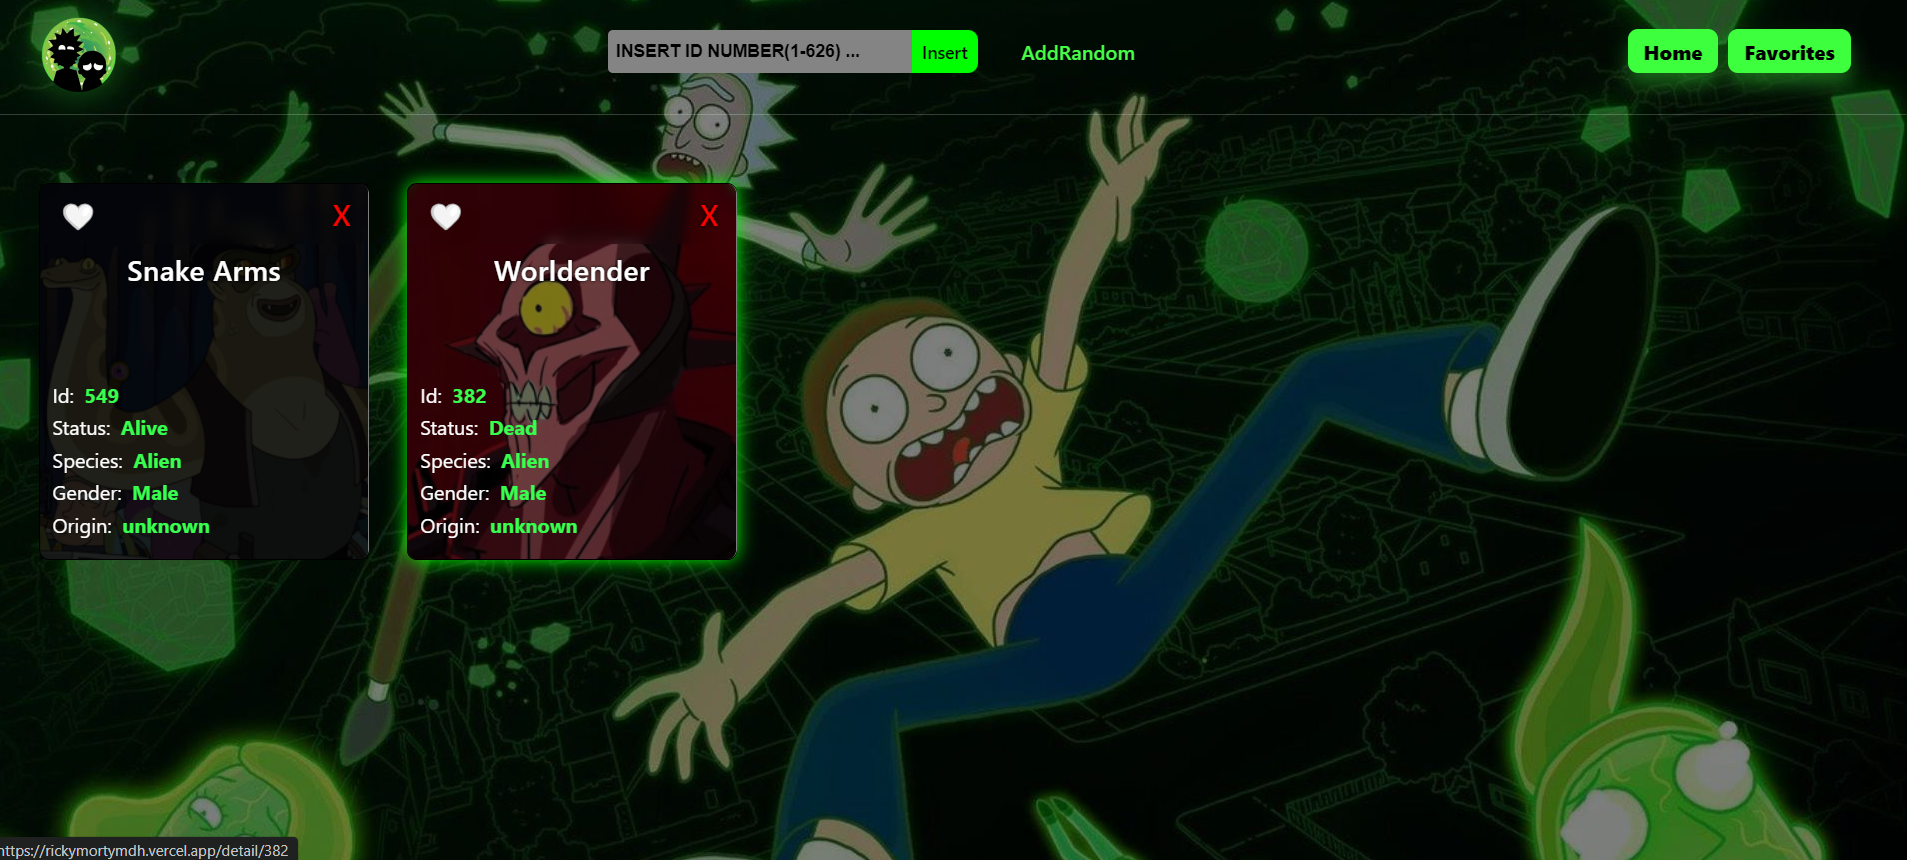 INSERT ID NUMBER(1-626) ...
Insert
AddRandom
Home
Favorites
X
Snake Arms
Id: 549
Status: Alive
Species: Alien
Gender: Male
Origin: unknown
X
Worldender
Id: 382
Status: Dead
Species: Alien
Gender: Male
Origin: unknown
https://rickymortymdh.vercel.app/detail/382